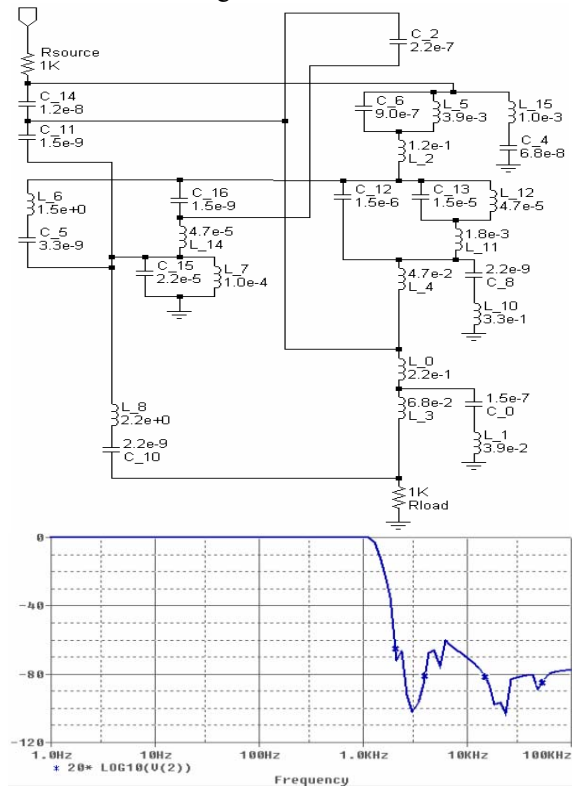 Rsource
1K
C_14
1.2e-8
C_11
1.5e-9
C_2
2.2e-7
C_6
9.0e-7
L_5
3.9e-3
L_15
1.0e-3
C_4
6.8e-8
1.2e-1
L_2
L_6
1.5e+0
C_5
3.3e-9
C_16
1.5e-9
4.7e-5
L_14
C_15
2.2e-5
L_7
1.0e-4
C_12
1.5e-6
C_13
1.5e-5
L_12
4.7e-5
1.8e-3
L_11
4.7e-2
L_4
2.2e-9
C_8
L_10
3.3e-1
L_0
2.2e-1
6.8e-2
L_3
1.5e-7
C_0
L_1
3.9e-2
L_8
2.2e+0
2.2e-9
C_10
1K
Rload
0
-40
-80
-120
1.0Hz 10Hz 100Hz 1.0KHz 10KHz 100KHz
* 20* LOG10(V(2))
Frequency